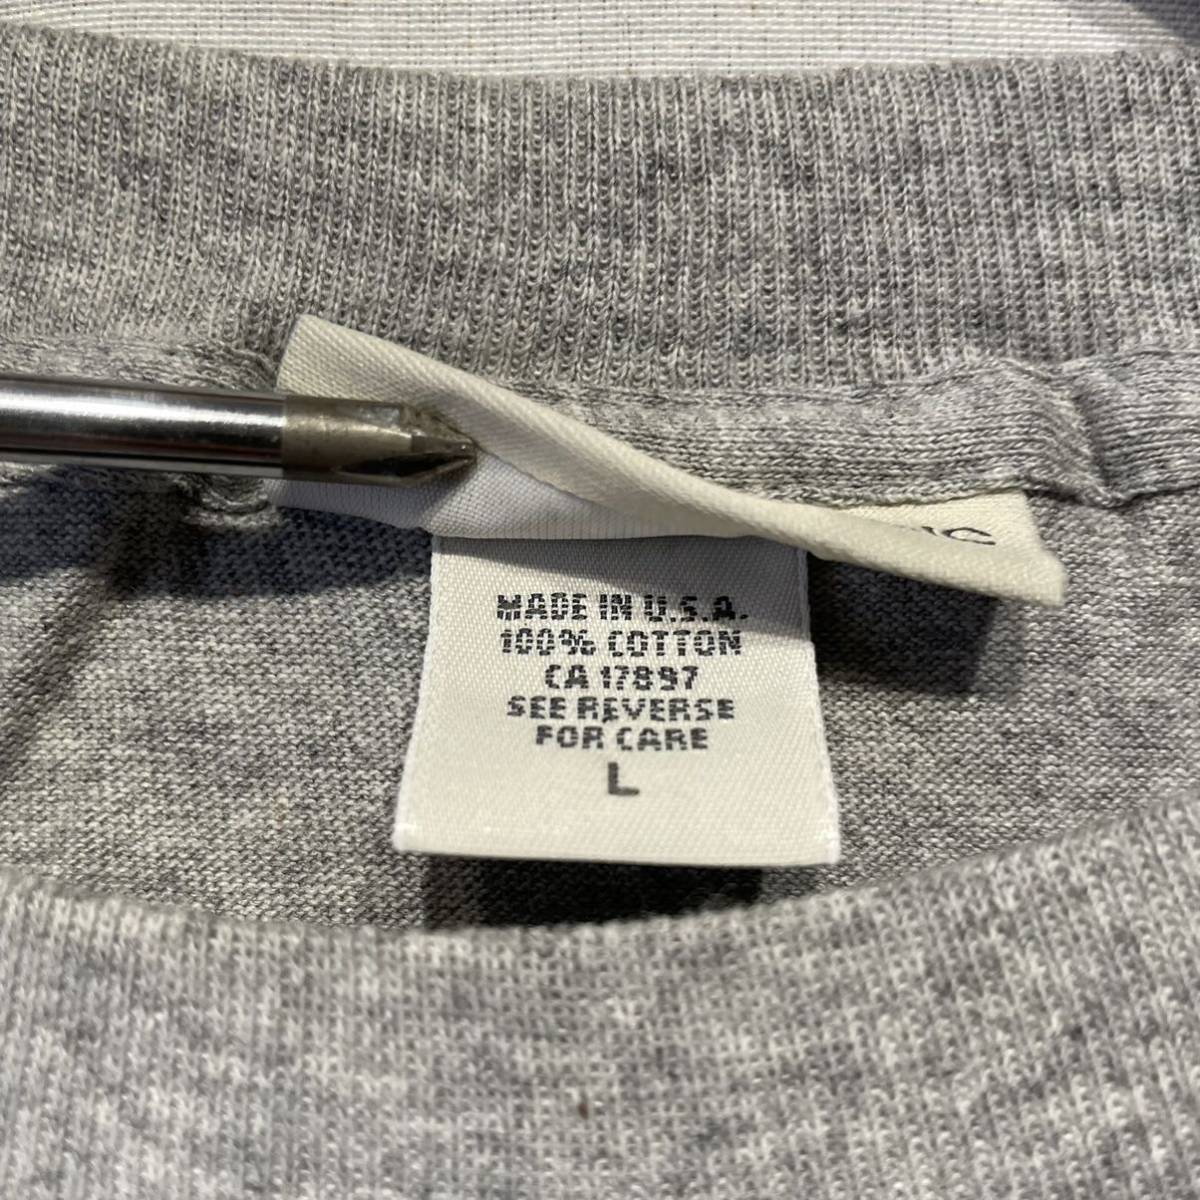 MADE IN U.S.A.
100% COTTON
CA 17897
SEE REVERSE
FOR CARE
L